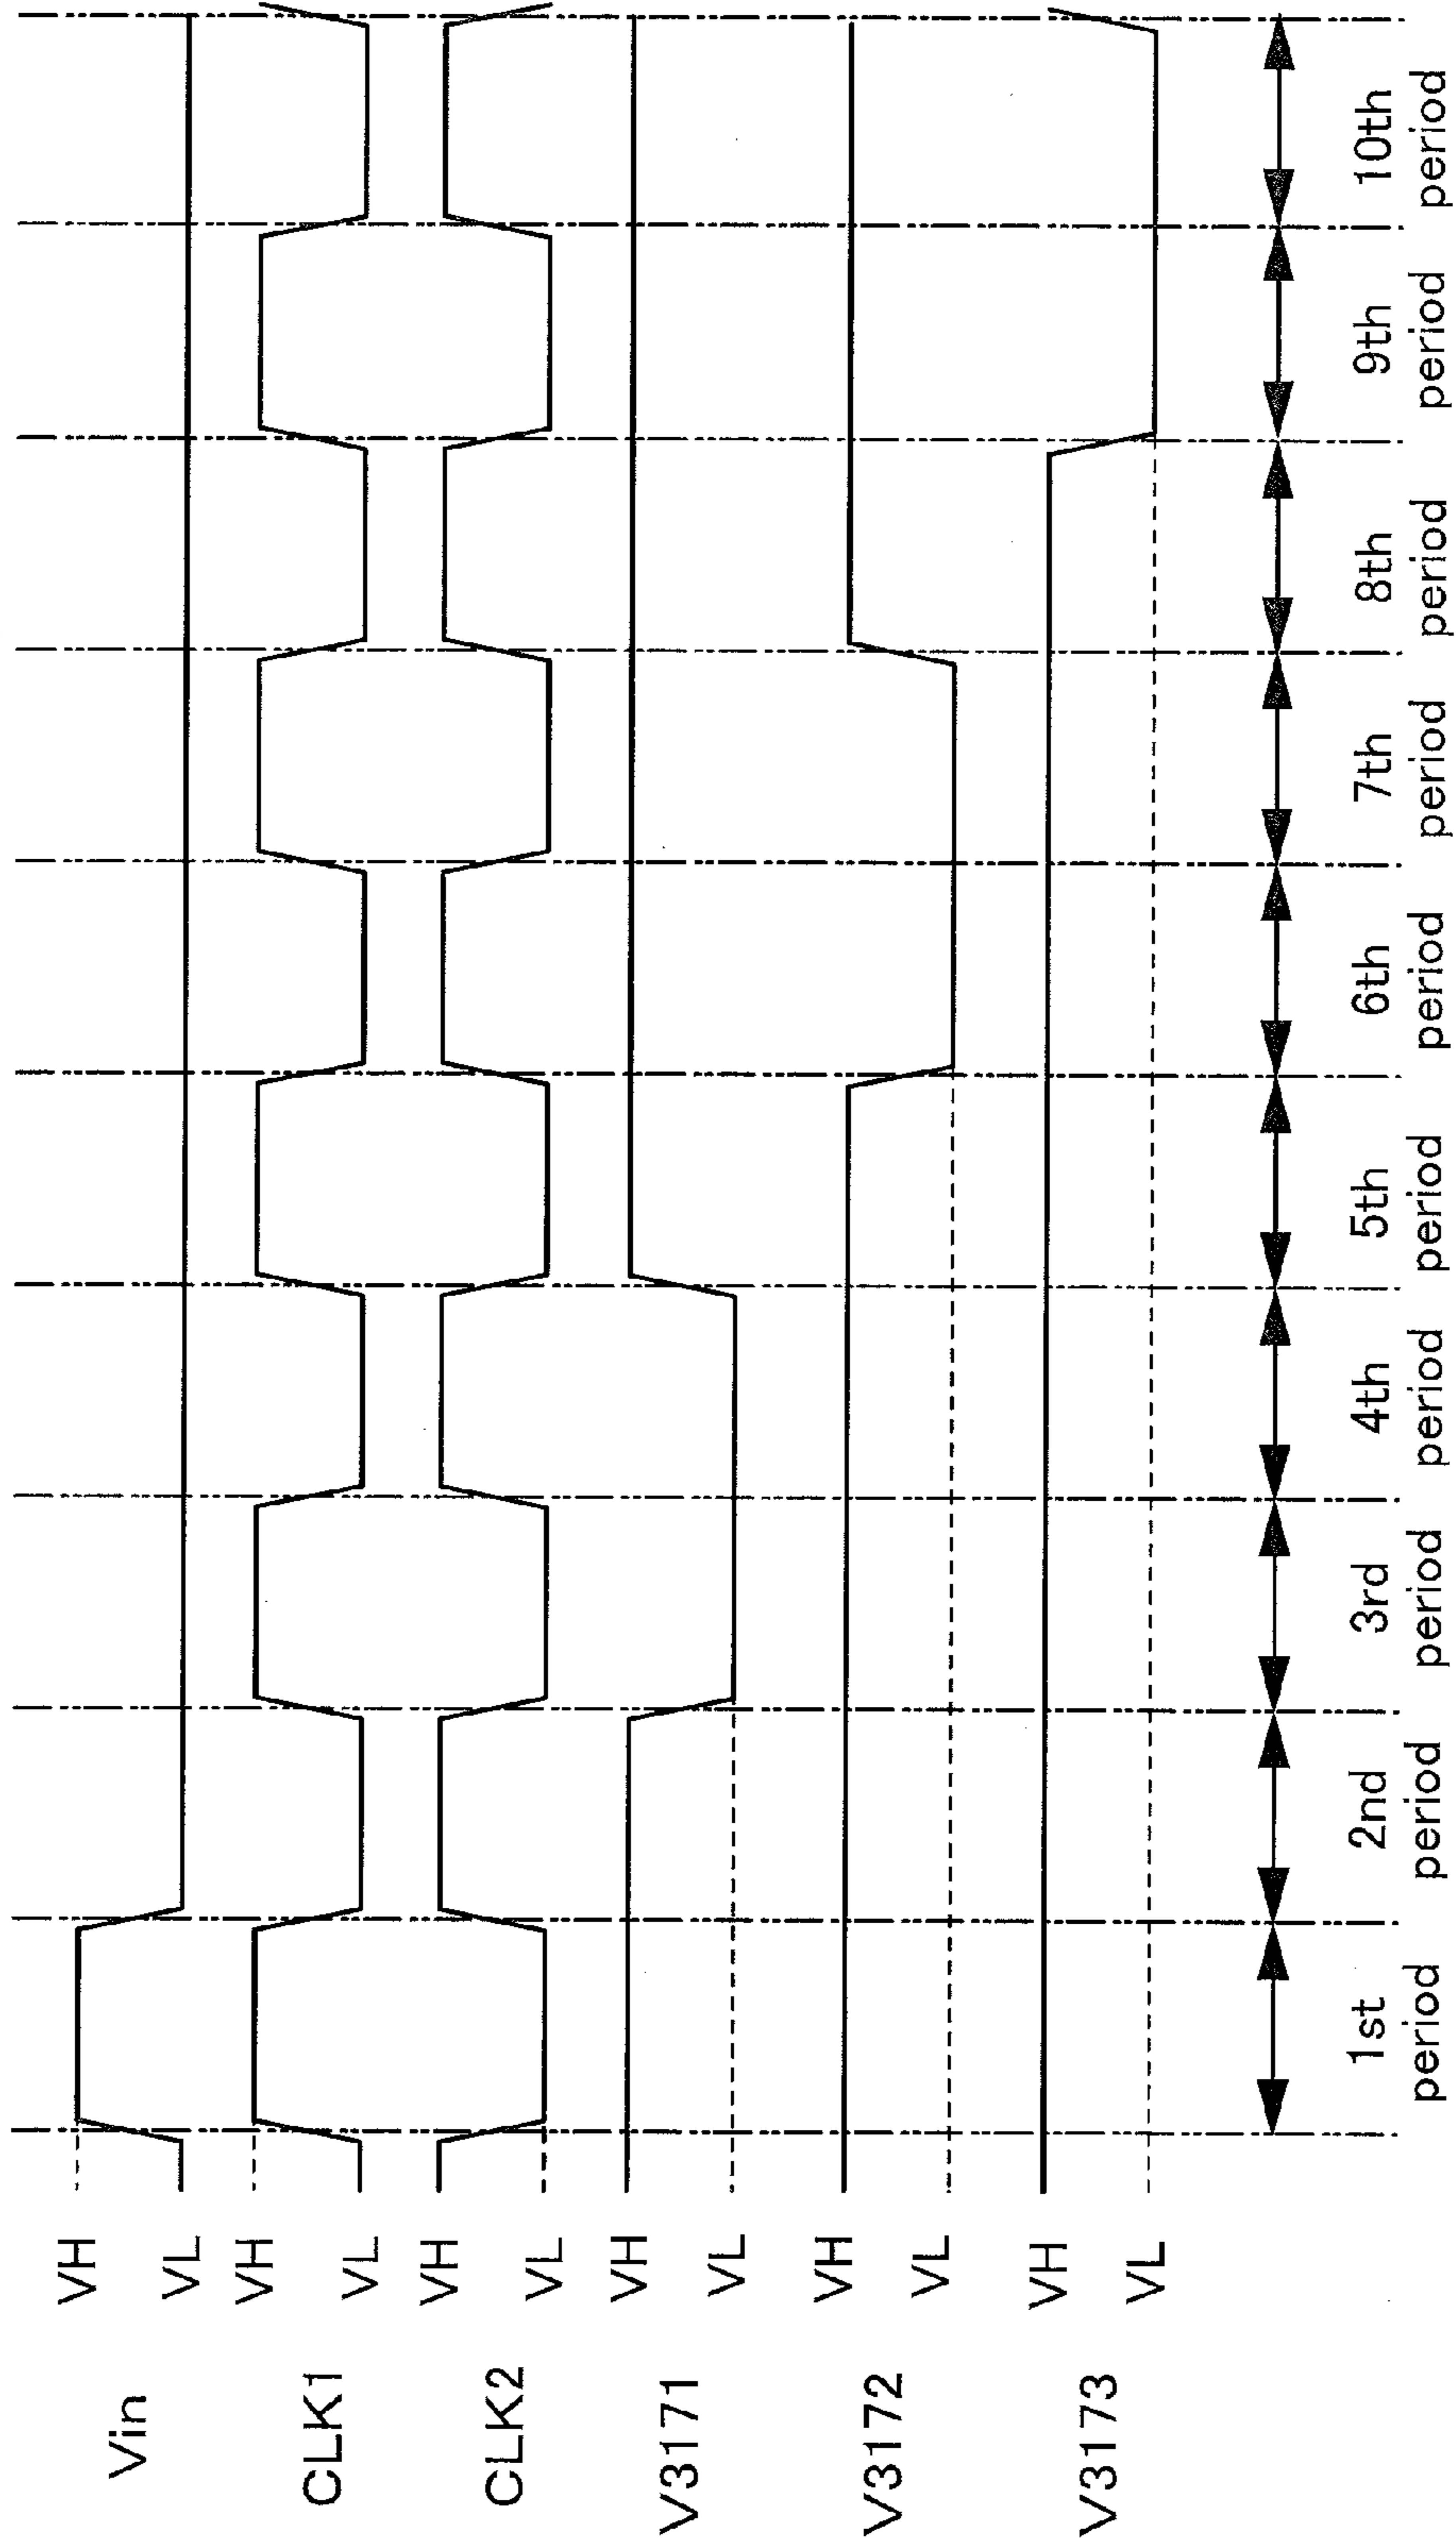 Vin
VH
VL
CLK1
VH
VL
CLK2
VH
VL
V3171
VH
VL
V3172
VH
VL
V3173
VH
VL
1st
period
2nd
period
3rd
period
4th
period
5th
period
6th
period
7th
period
8th
period
9th
period
10th
period